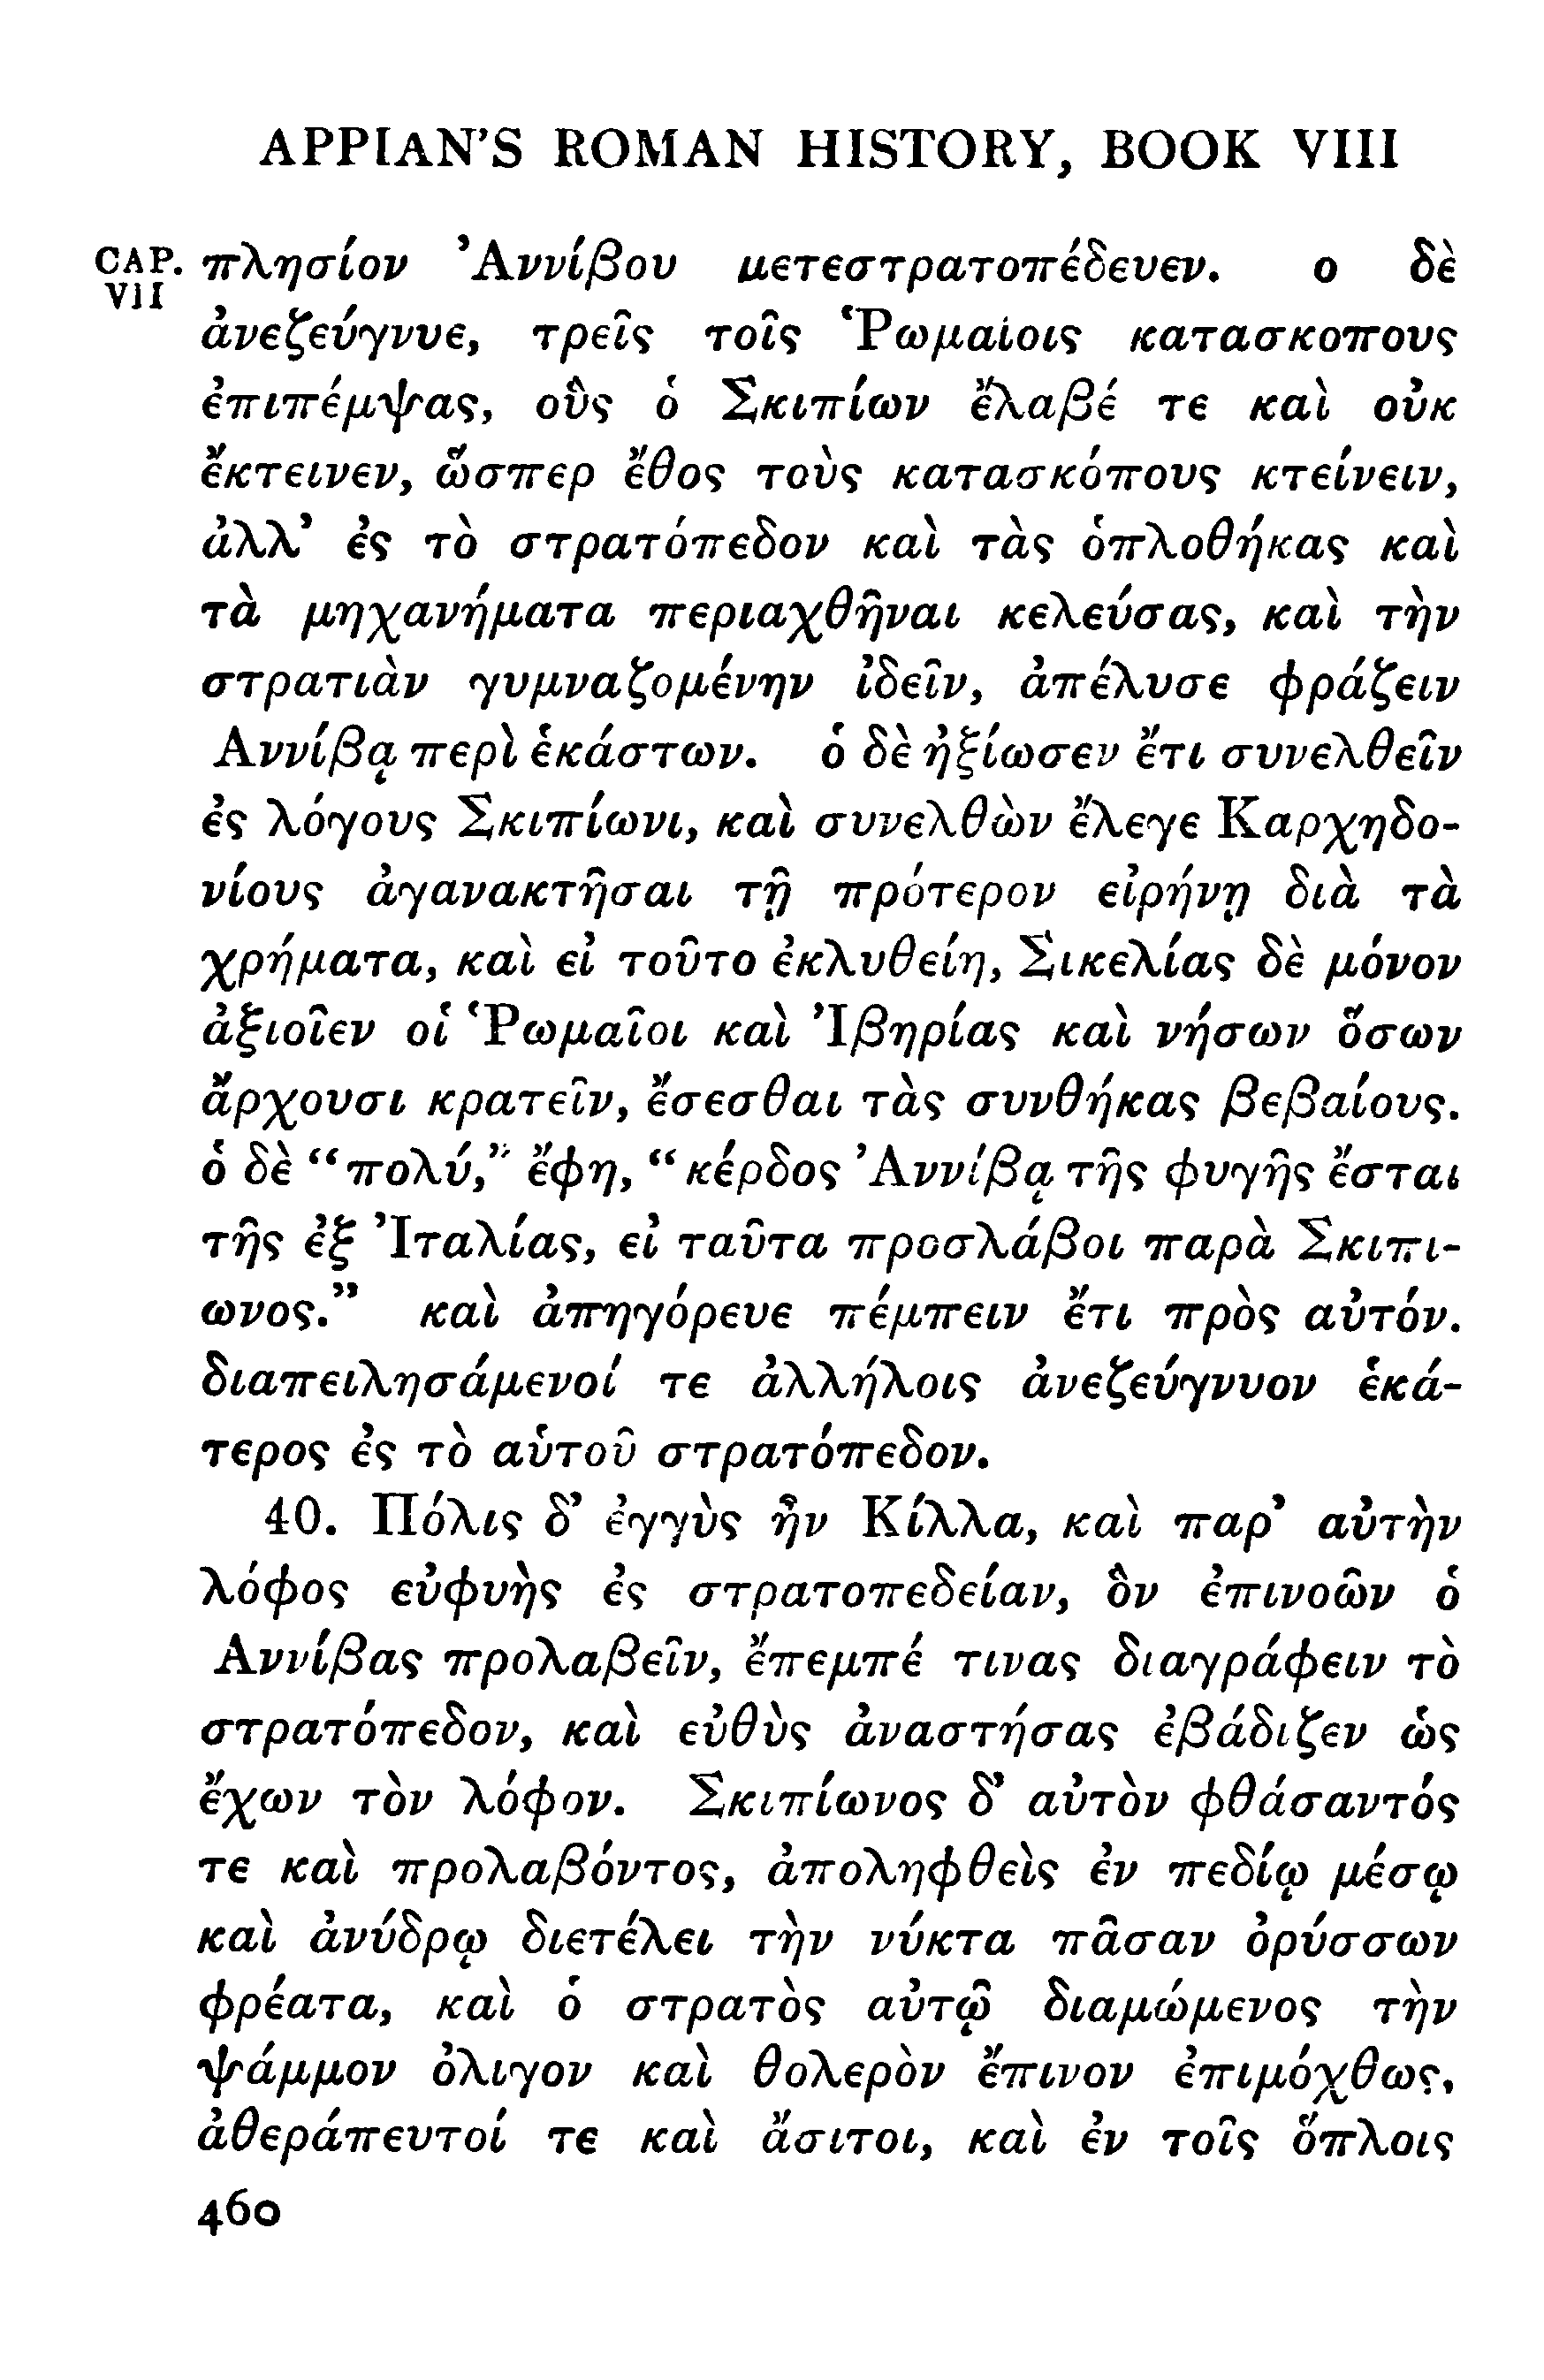 APPIAN'S ROMAN HISTORY, BOOK VIII
CAP. πλησίον Ἀννίβου μετεστρατοπέδευεν. ο δὲ
VII
ἀνεζεύγνυε, τρεῖς τοῖς Ῥωμαίοις κατασκοπους
ἐπιπέμψας, οὓς ὁ Σκιπίων ἔλαβέ τε καὶ οὐκ
ἔκτεινεν, ὥσπερ ἔθος τοὺς κατασκόπους κτείνειν,
ἀλλ' ἐς τὸ στρατόπεδον καὶ τὰς ὁπλοθήκας καὶ
τὰ μηχανήματα περιαχθῆναι κελεύσας, καὶ τὴν
στρατιὰν γυμναζομένην ἰδεῖν, ἀπέλυσε φράζειν
Αννίβᾳ περὶ ἑκάστων. ὁ δὲ ἠξίωσεν ἔτι συνελθεῖν
ἐς λόγους Σκιπίωνι, καὶ συνελθὼν ἔλεγε Καρχηδο-
νίους ἀγανακτῆσαι τῇ πρότερον εἰρήνῃ διὰ τὰ
χρήματα, καὶ εἰ τοῦτο ἐκλυθείη, Σικελίας δὲ μόνον
ἀξιοῖεν οἱ Ῥωμαῖοι καὶ Ἰβηρίας καὶ νήσων ὅσων
ἄρχουσι κρατεῖν, ἔσεσθαι τὰς συνθήκας βεβαίους.
ὁ δὲ “πολύ,” ἔφη, “κέρδος Ἀννίβᾳ τῆς φυγῆς ἔσται
τῆς ἐξ Ἰταλίας, εἰ ταῦτα προσλάβοι παρὰ Σκιπι-
ωνος.” καὶ ἀπηγόρευε πέμπειν ἔτι πρὸς αὐτόν.
διαπειλησάμενοί τε ἀλλήλοις ἀνεζεύγνυον ἑκά-
τερος ἐς τὸ αὑτοῦ στρατόπεδον.
40. Πόλις δ' ἐγγὺς ἦν Κίλλα, καὶ παρ' αὐτὴν
λόφος εὐφυὴς ἐς στρατοπεδείαν, ὃν ἐπινοῶν ὁ
Αννίβας προλαβεῖν, ἔπεμπέ τινας διαγράφειν τὸ
στρατόπεδον, καὶ εὐθὺς ἀναστήσας ἐβάδιζεν ὡς
ἔχων τὸν λόφον. Σκιπίωνος δ' αὐτὸν φθάσαντός
τε καὶ προλαβόντος, ἀποληφθεὶς ἐν πεδίῳ μέσῳ
καὶ ἀνύδρῳ διετέλει τὴν νύκτα πᾶσαν ὀρύσσων
φρέατα, καὶ ὁ στρατὸς αὐτῷ διαμώμενος τὴν
ψάμμον ὀλιγον καὶ θολερὸν ἔπινον ἐπιμόχθως,
ἀθεράπευτοί τε καὶ ἄσιτοι, καὶ ἐν τοῖς ὅπλοις
460